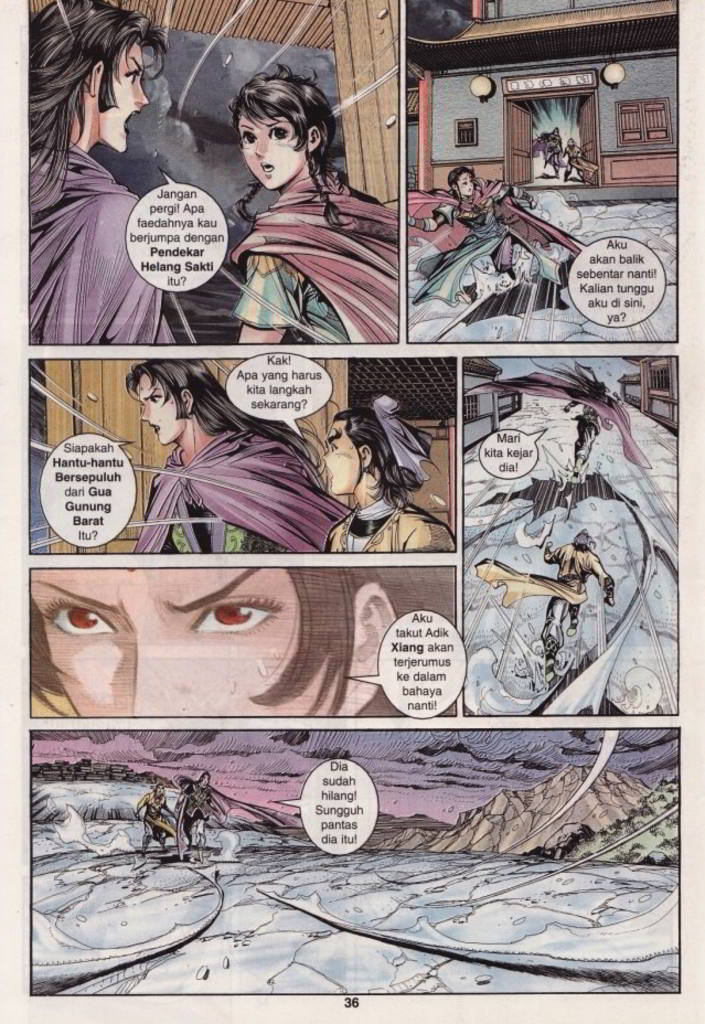 Jangan
pergi! Apa
faedahnya kau
berjumpa dengan
Pendekar
Helang Sakti
itu?
Aku
akan balik
sebentar nanti!
Kalian tunggu
aku di sini,
ya?
Kak!
Apa yang harus
kita langkah
sekarang?
Siapakah
Hantu-hantu
Bersepuluh
dari Gua
Gunung
Barat
Itu?
Mari
kita kejar
dia!
Aku
takut Adik
Xiang akan
terjerumus
ke dalam
bahaya
nanti!
Dia
sudah
hilang!
Sungguh
pantas
dia itu!
36